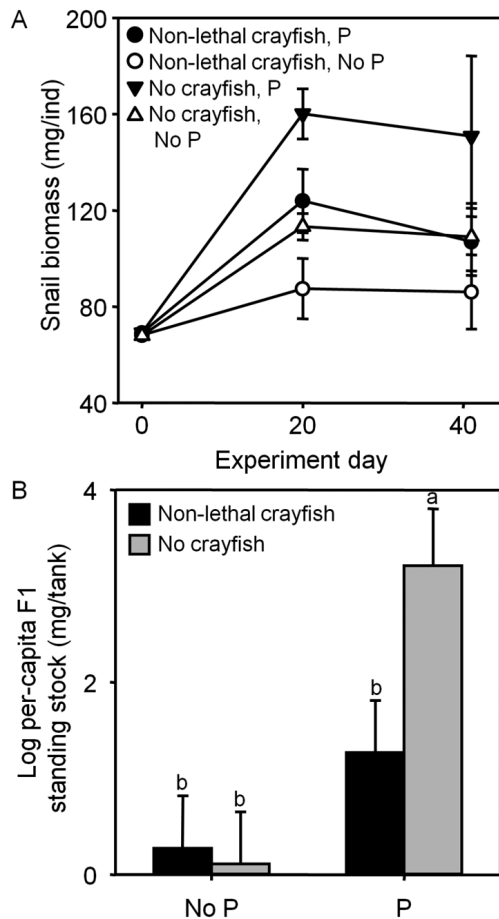 A
200
160
120
80
40
Snail biomass (mg/ind)
Non-lethal crayfish, P
Non-lethal crayfish, No P
No crayfish, P
No crayfish,
No P
0
20
40
Experiment day
B
4
2
0
Log per-capita F1
standing stock (mg/tank)
Non-lethal crayfish
No crayfish
b
b
b
a
No P
P